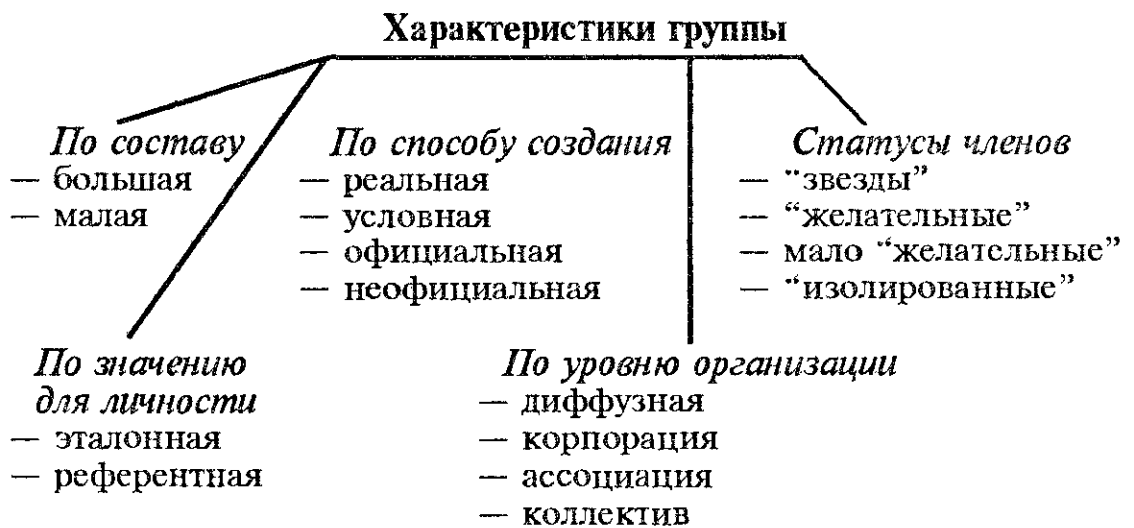 Характеристики группы
По составу
— большая
— малая
По способу создания
— реальная
— условная
— официальная
— неофициальная
Статусы членов
— “звезды”
— “желательные”
— мало “желательные”
— “изолированные”
По значению
для личности
— эталонная
— референтная
По уровню организации
— диффузная
— корпорация
— ассоциация
— коллектив